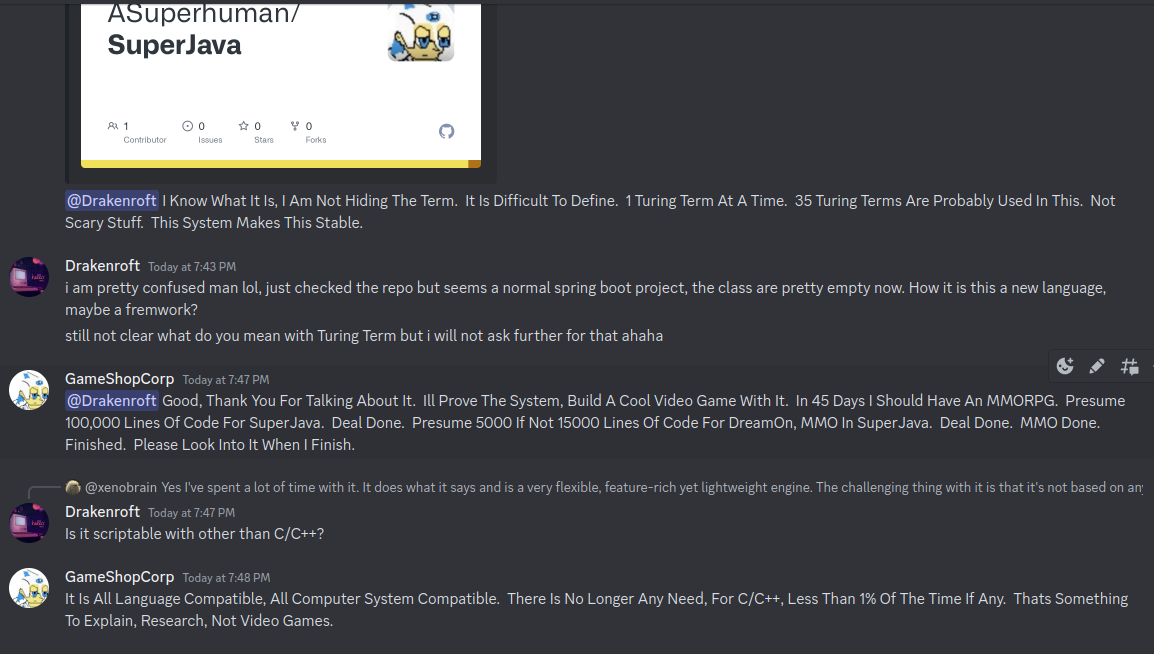 ASuperhuman/
SuperJava
1 0 0 0
Contributor Issues Stars Forks
@Drakenroft I Know What It Is, I Am Not Hiding The Term. It Is Difficult To Define. 1 Turing Term At A Time. 35 Turing Terms Are Probably Used In This. Not
Scary Stuff. This System Makes This Stable.
Drakenroft Today at 7:43 PM
i am pretty confused man lol, just checked the repo but seems a normal spring boot project, the class are pretty empty now. How it is this a new language,
maybe a fremwork?
still not clear what do you mean with Turing Term but i will not ask further for that ahaha
GameShopCorp Today at 7:47 PM
@Drakenroft Good, Thank You For Talking About It. Ill Prove The System, Build A Cool Video Game With It. In 45 Days I Should Have An MMORPG. Presume
100,000 Lines Of Code For SuperJava. Deal Done. Presume 5000 If Not 15000 Lines Of Code For DreamOn, MMO In SuperJava. Deal Done. MMO Done.
Finished. Please Look Into It When I Finish.
@xenobrain Yes I've spent a lot of time with it. It does what it says and is a very flexible, feature-rich yet lightweight engine. The challenging thing with it is that it's not based on
Drakenroft Today at 7:47 PM
Is it scriptable with other than C/C++?
GameShopCorp Today at 7:48 PM
It Is All Language Compatible, All Computer System Compatible. There Is No Longer Any Need, For C/C++, Less Than 1% Of The Time If Any. Thats Something
To Explain, Research, Not Video Games.